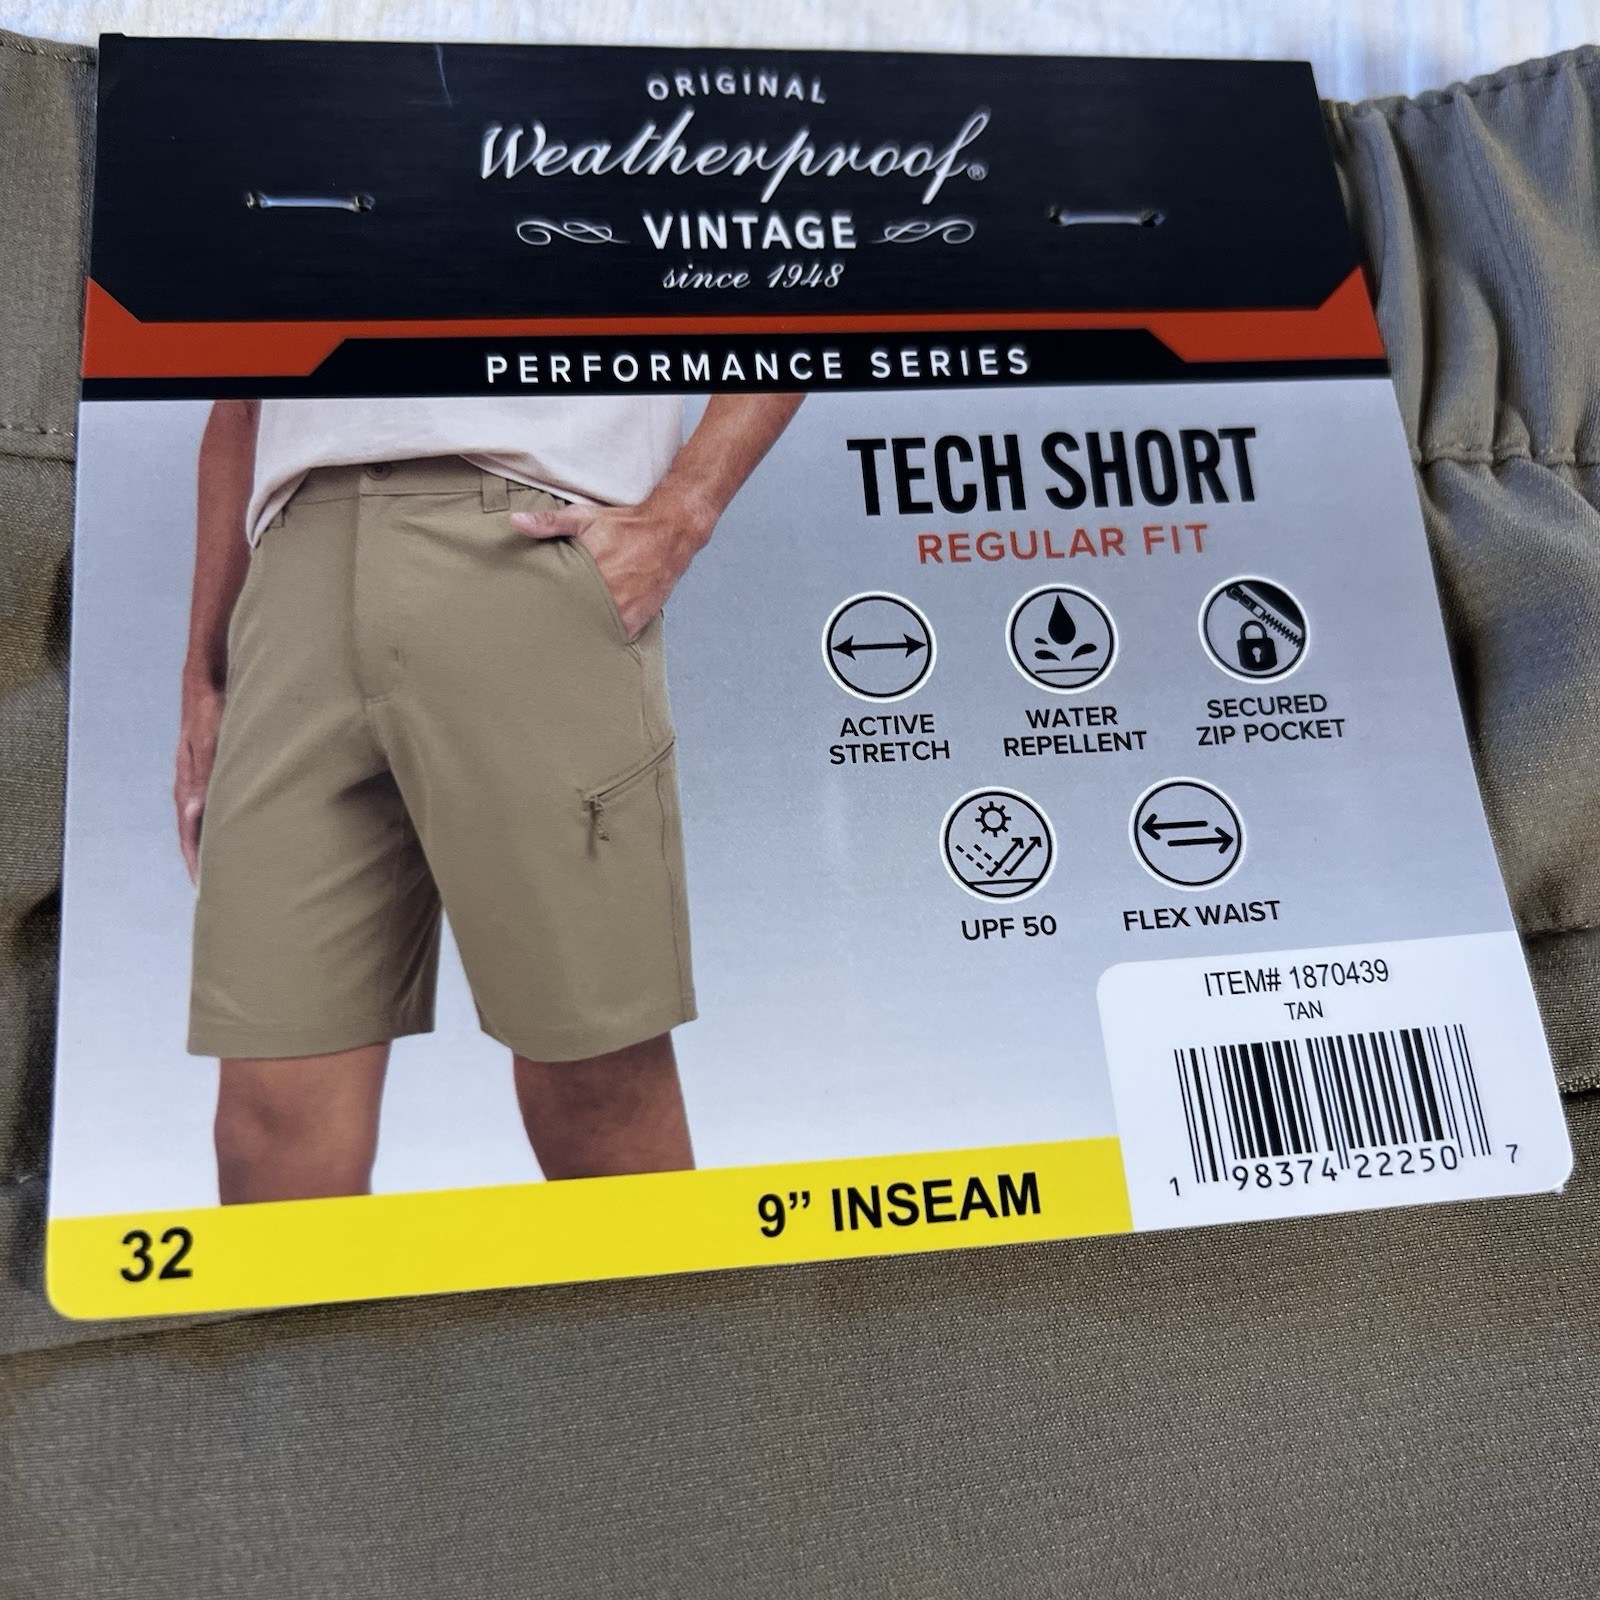 ORIGINAL
Weatherproof®
VINTAGE
since 1948
PERFORMANCE SERIES
TECH SHORT
REGULAR FIT
ACTIVE
STRETCH
WATER
REPELLENT
SECURED
ZIP POCKET
UPF 50
FLEX WAIST
ITEM# 1870439
TAN
1 98374 22250 7
32
9” INSEAM